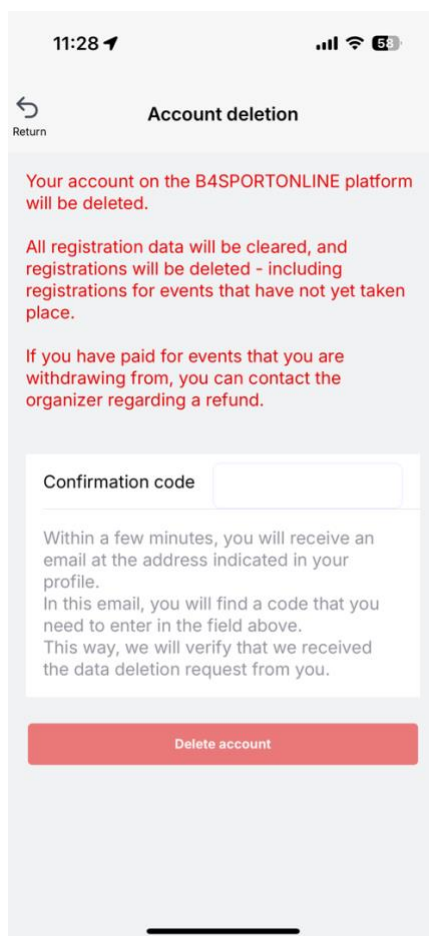 11:28
58
Return
Account deletion
Your account on the B4SPORTONLINE platform
will be deleted.
All registration data will be cleared, and
registrations will be deleted - including
registrations for events that have not yet taken
place.
If you have paid for events that you are
withdrawing from, you can contact the
organizer regarding a refund.
Confirmation code
Within a few minutes, you will receive an
email at the address indicated in your
profile.
In this email, you will find a code that you
need to enter in the field above.
This way, we will verify that we received
the data deletion request from you.
Delete account